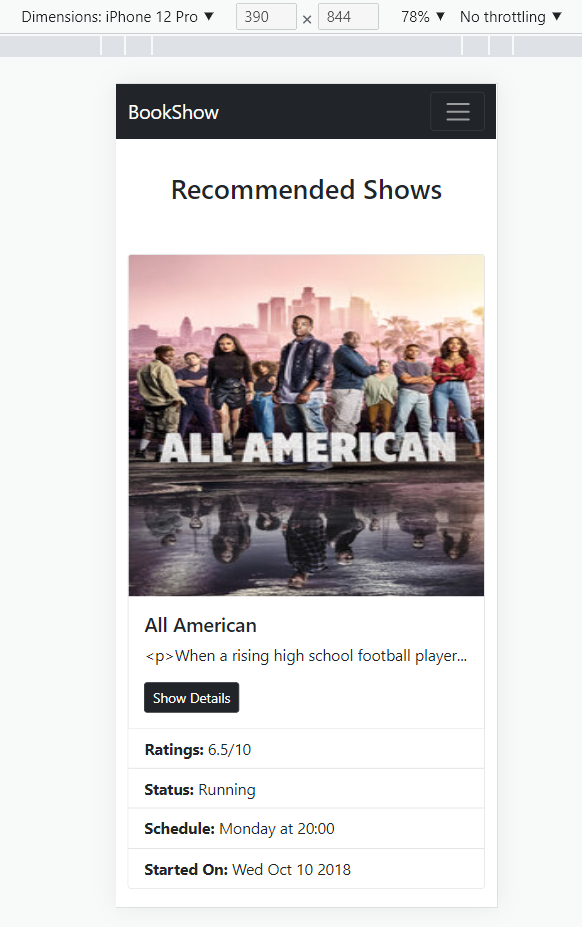 Dimensions: iPhone 12 Pro ▼ 390 × 844 78% ▼ No throttling ▼
BookShow
Recommended Shows
ALL AMERICAN
All American
<p>When a rising high school football player...
Show Details
Ratings: 6.5/10
Status: Running
Schedule: Monday at 20:00
Started On: Wed Oct 10 2018